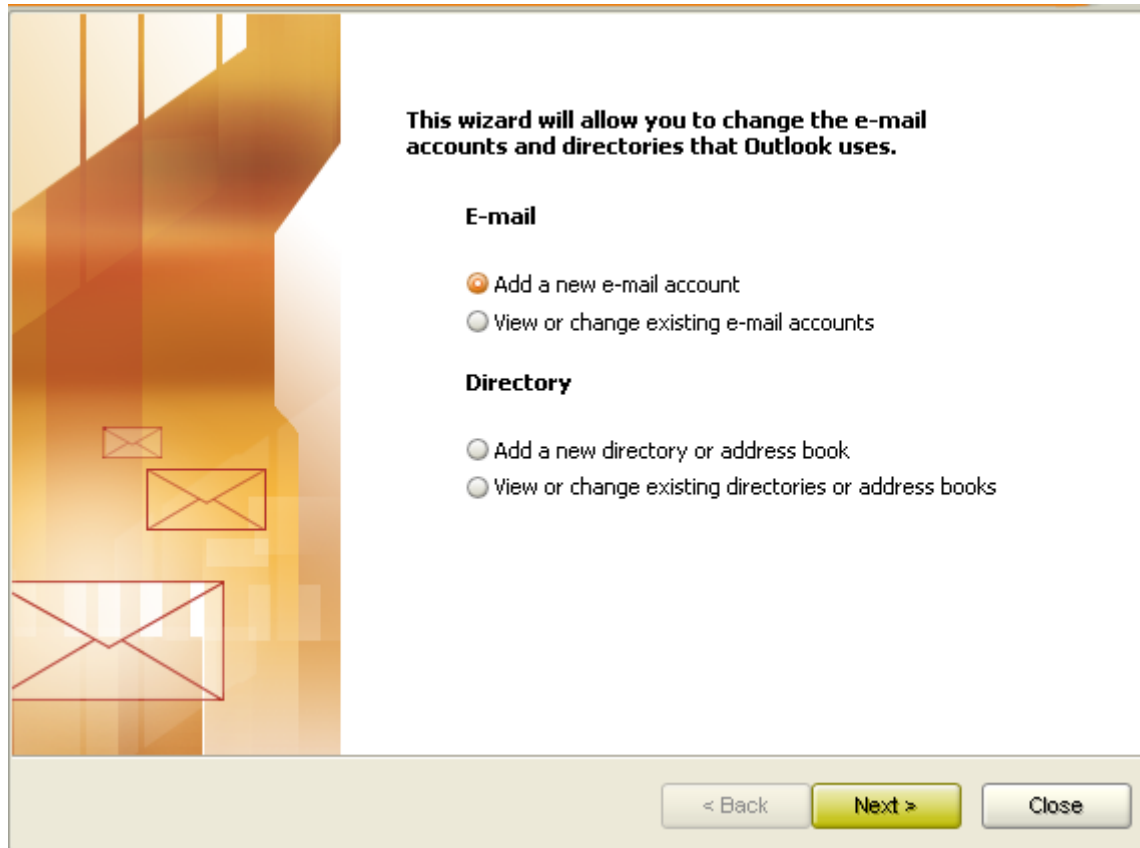 This wizard will allow you to change the e-mail
accounts and directories that Outlook uses.
E-mail
Add a new e-mail account
View or change existing e-mail accounts
Directory
Add a new directory or address book
View or change existing directories or address books
< Back
Next >
Close